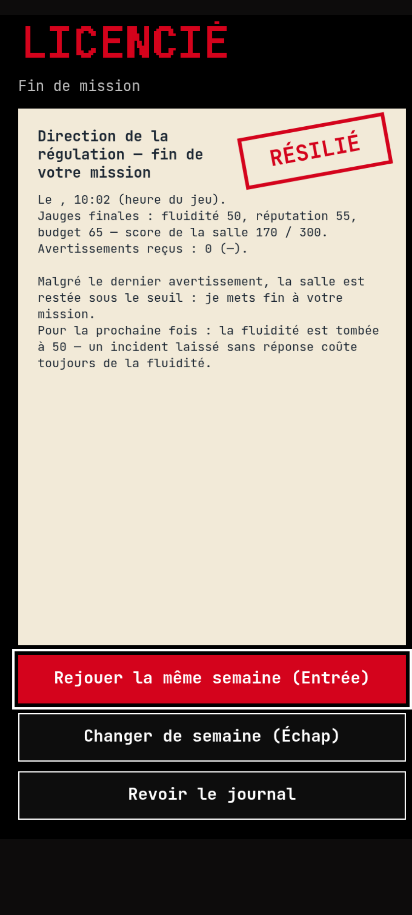 LICENCIÉ
Fin de mission
Direction de la
régulation — fin de
votre mission
RÉSILIÉ
Le , 10:02 (heure du jeu).
Jauges finales : fluidité 50, réputation 55,
budget 65 — score de la salle 170 / 300.
Avertissements reçus : 0 (—).
Malgré le dernier avertissement, la salle est
restée sous le seuil : je mets fin à votre
mission.
Pour la prochaine fois : la fluidité est tombée
à 50 — un incident laissé sans réponse coûte
toujours de la fluidité.
Rejouer la même semaine (Entrée)
Changer de semaine (Échap)
Revoir le journal